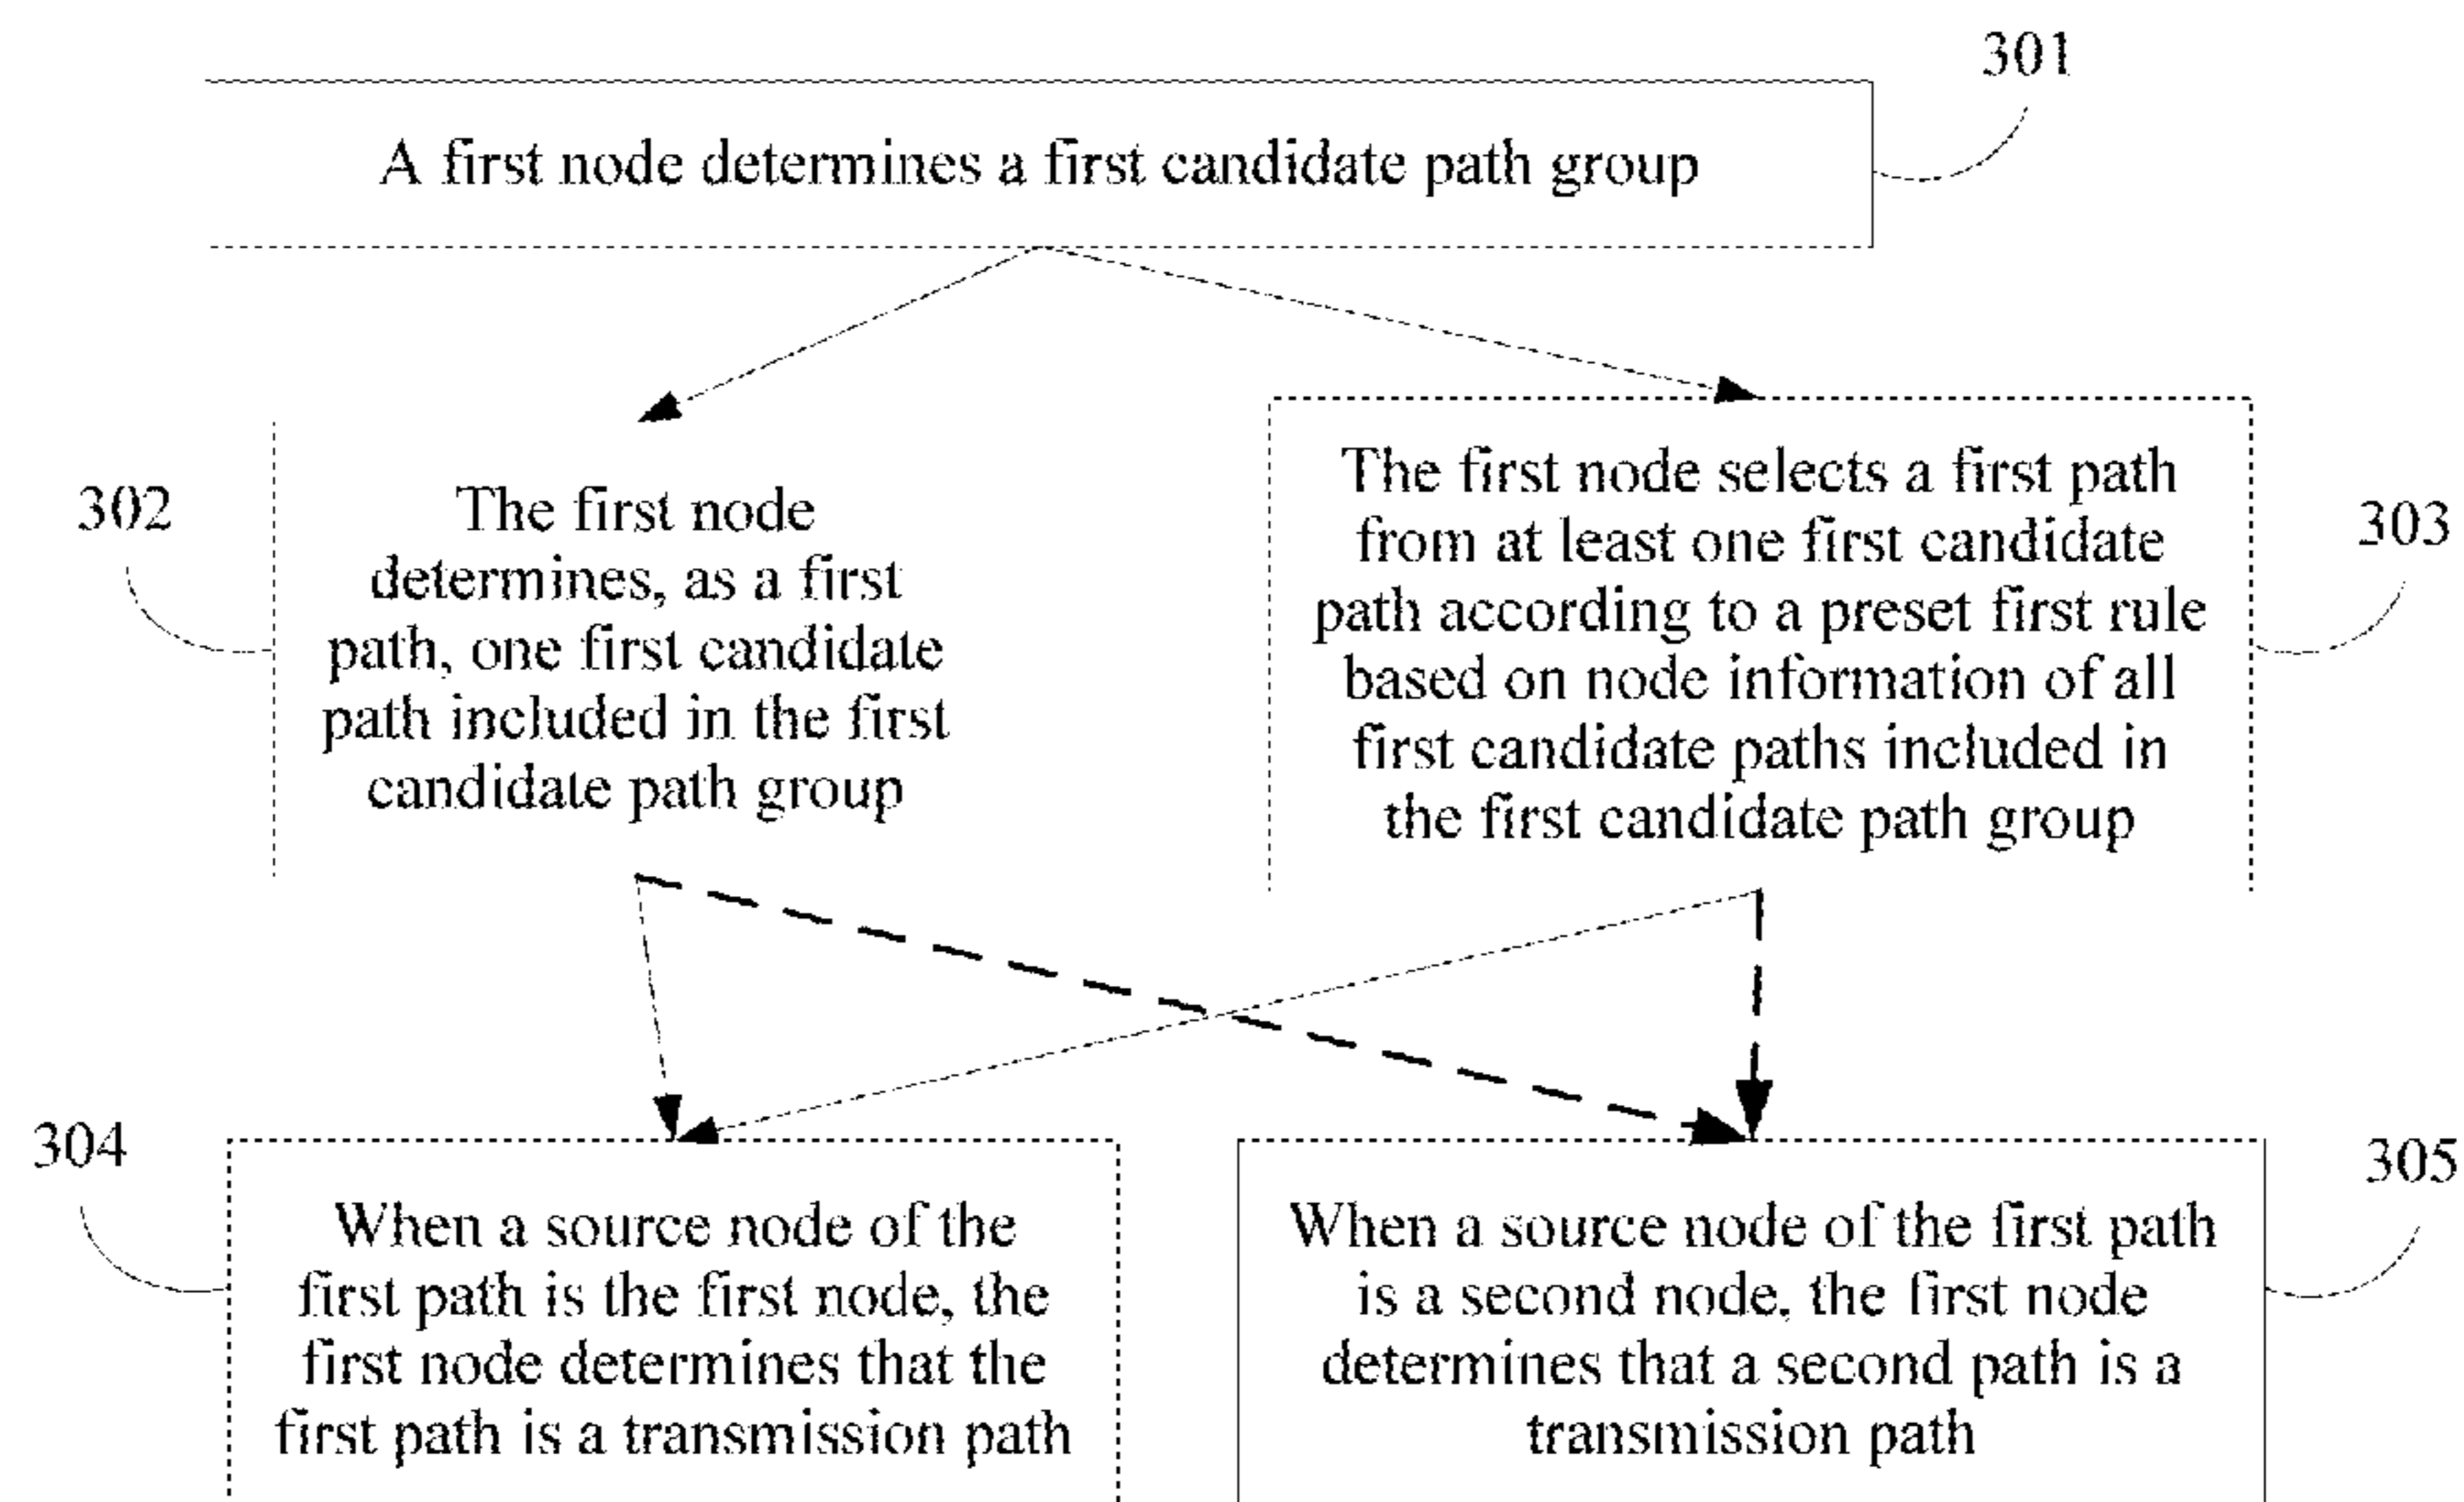 301
A first node determines a first candidate path group
302
The first node
determines, as a first
path, one first candidate
path included in the first
candidate path group
The first node selects a first path
from at least one first candidate
path according to a preset first rule
based on node information of all
first candidate paths included in
the first candidate path group
303
304
When a source node of the
first path is the first node, the
first node determines that the
first path is a transmission path
When a source node of the first path
is a second node, the first node
determines that a second path is a
transmission path
305